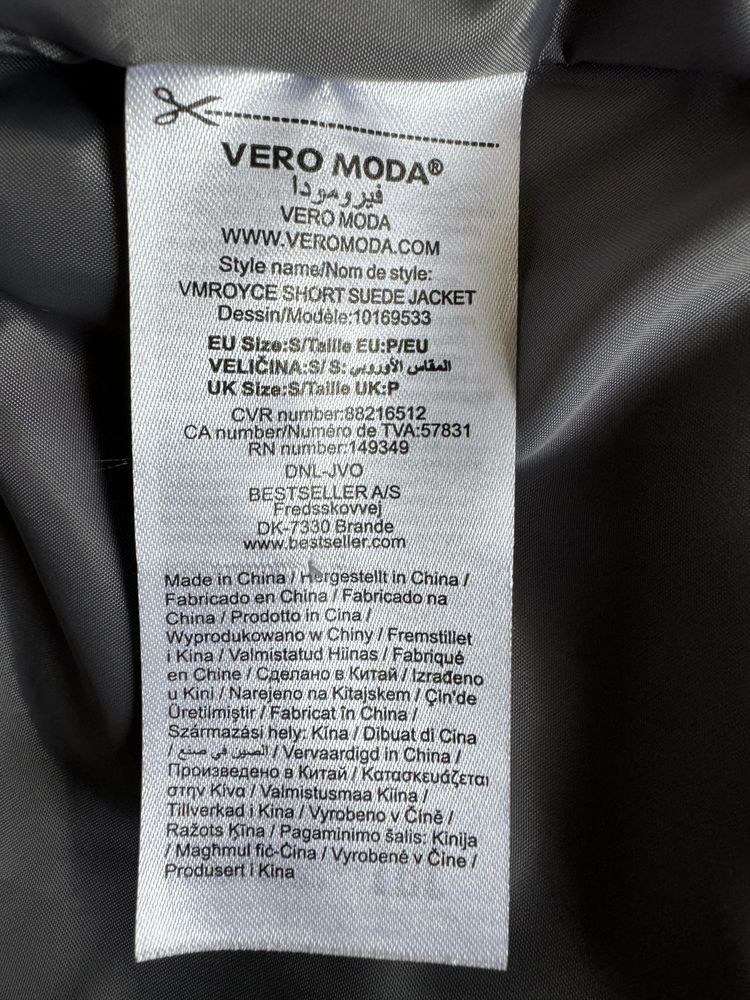 VERO MODA®
فيرومودا
VERO MODA
WWW.VEROMODA.COM
Style name/Nom de style:
VMROYCE SHORT SUEDE JACKET
Dessin/Modèle:10169533
EU Size:S/Taille EU:P/EU
VELIČINA:S/ S: المقاس الأوروبي
UK Size:S/Taille UK:P
CVR number:88216512
CA number/Numéro de TVA:57831
RN number:149349
DNL-JVO
BESTSELLER A/S
Fredsskovvej
DK-7330 Brande
www.bestseller.com
Made in China / Hergestellt in China /
Fabricado en China / Fabricado na
China / Prodotto in Cina /
Wyprodukowano w Chiny / Fremstillet
i Kina / Valmistatud Hiinas / Fabriqué
en Chine / Сделано в Китай / Izrađeno
u Kini / Narejeno na Kitajskem / Çin'de
Üretilmiştir / Fabricat în China /
Származási hely: Kína / Dibuat di Cina
/ الصين في صنع / Vervaardigd in China /
Произведено в Китай / Κατασκευάζεται
στην Κίνα / Valmistusmaa Kiina /
Tillverkad i Kina / Vyrobeno v Číně /
Ražots Ķīna / Pagaminimo šalis: Kinija
/ Magħmul fiċ-Ċina / Vyrobené v Čine /
Produsert i Kina